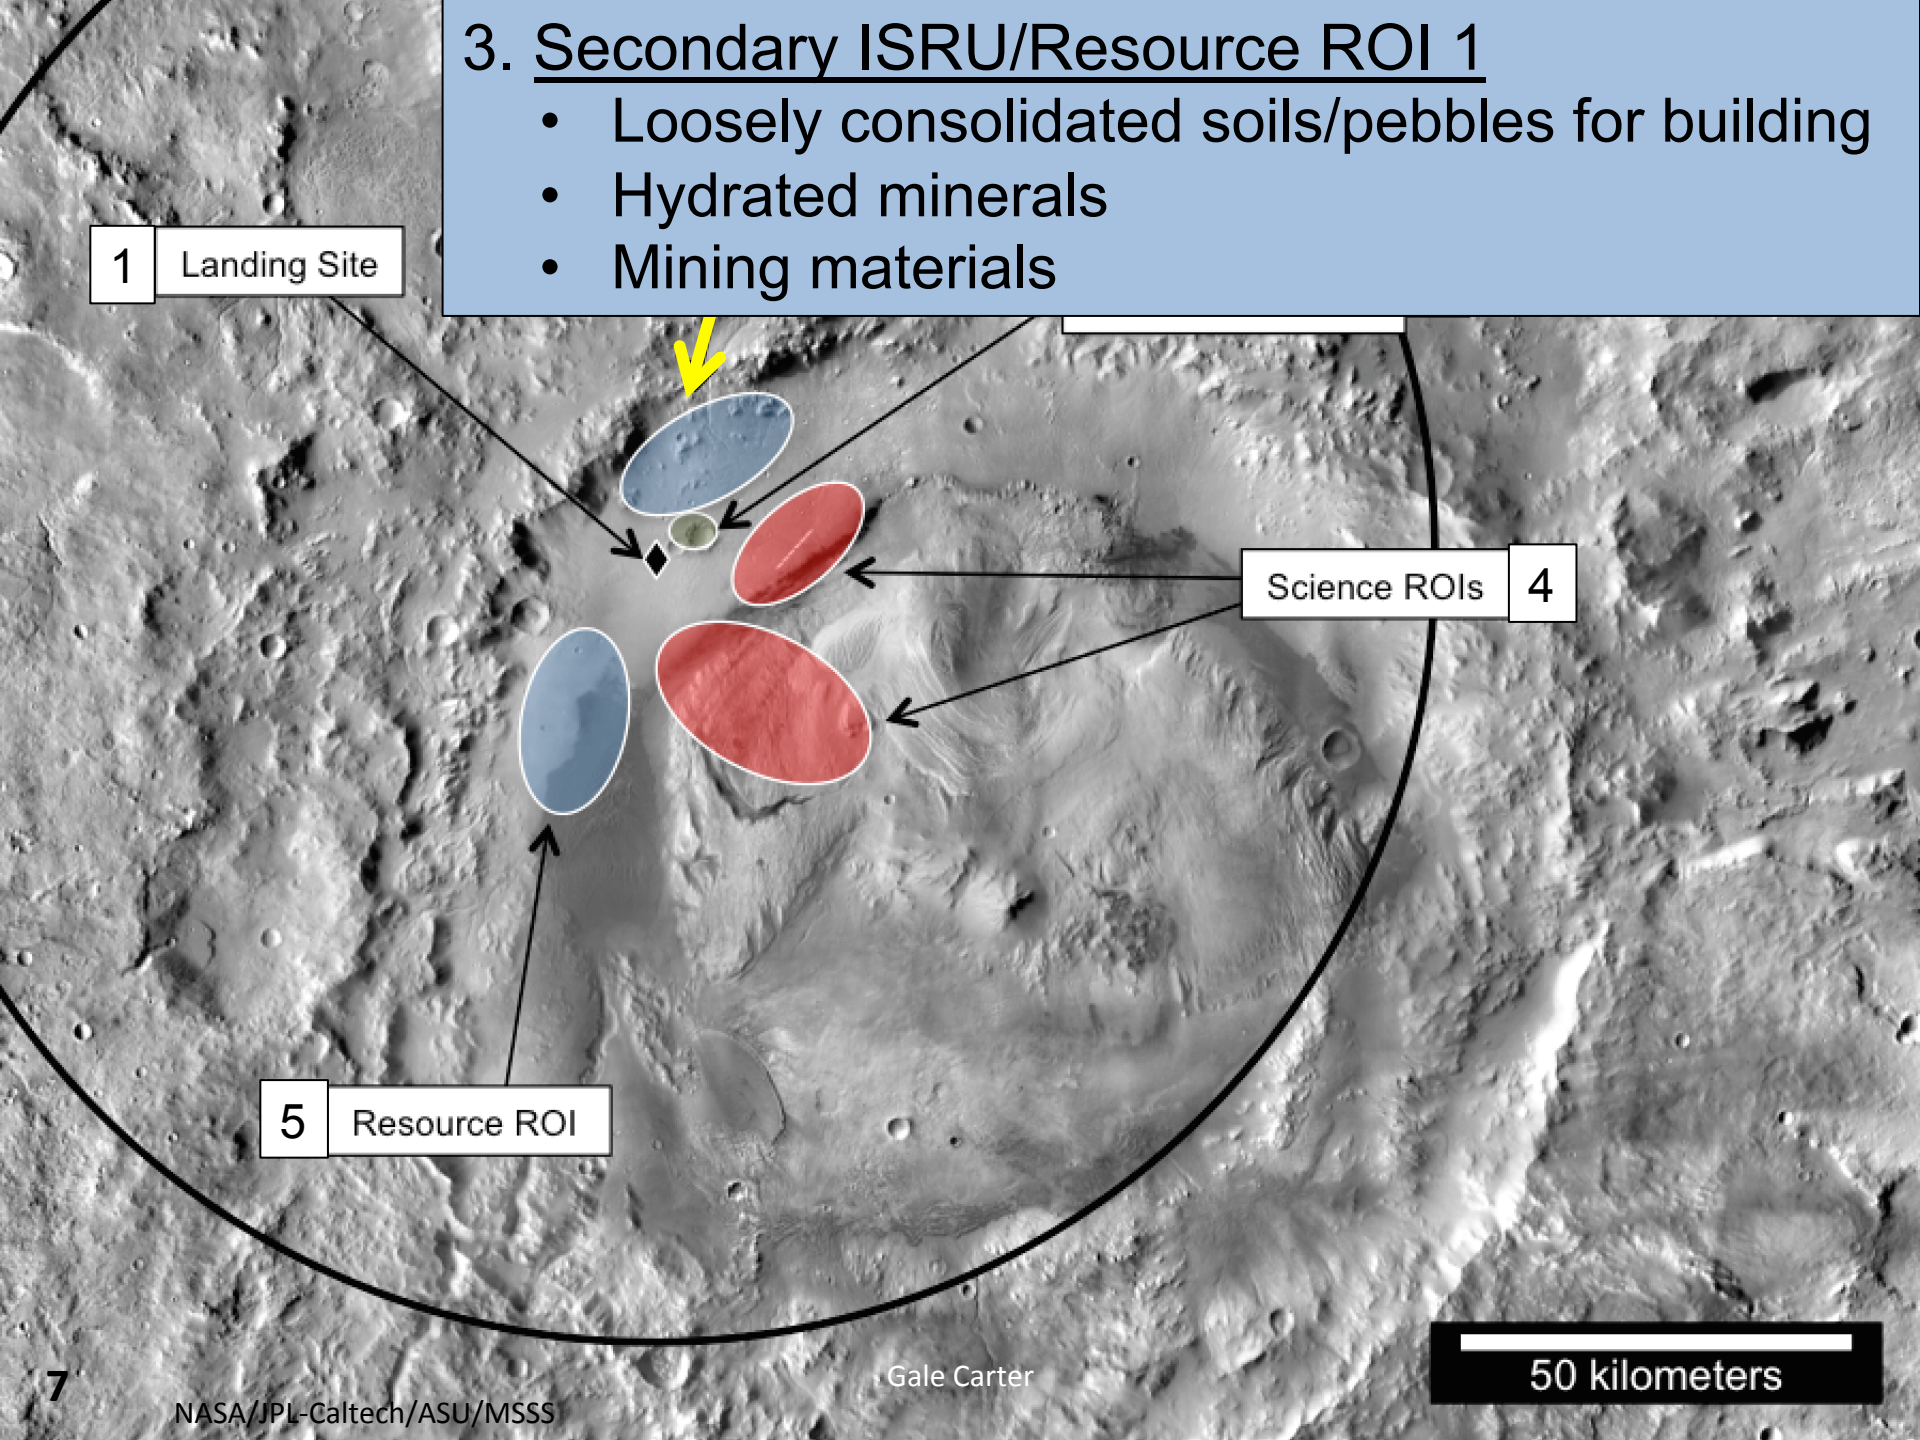 3. Secondary ISRU/Resource ROI 1
• Loosely consolidated soils/pebbles for building
• Hydrated minerals
• Mining materials
1 Landing Site
Science ROIs 4
5 Resource ROI
50 kilometers
7
Gale Carter
NASA/JPL-Caltech/ASU/MSSS